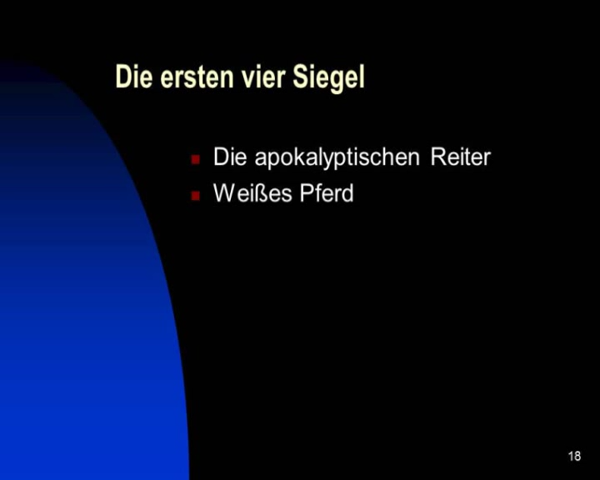 Die ersten vier Siegel
Die apokalyptischen Reiter
Weißes Pferd
18